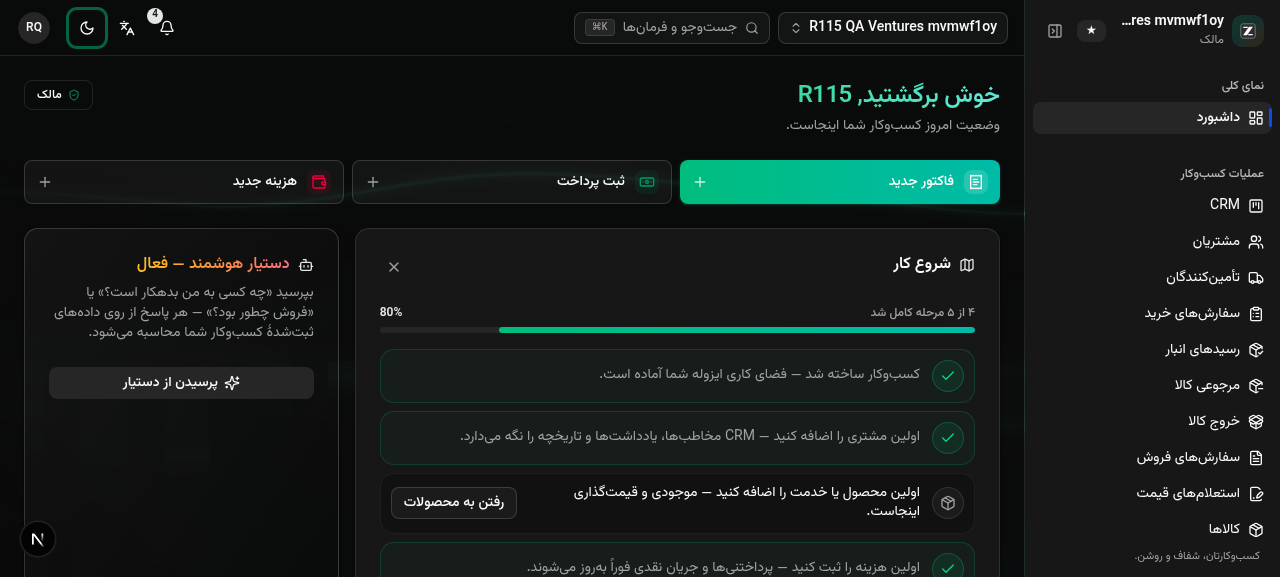 …res mvmwf1oy
مالک
نمای کلی
داشبورد
عملیات کسب‌وکار
CRM
مشتریان
تأمین‌کنندگان
سفارش‌های خرید
رسیدهای انبار
مرجوعی کالا
خروج کالا
سفارش‌های فروش
استعلام‌های قیمت
کالاها
کسب‌وکارتان، شفاف و روشن.
R115 QA Ventures mvmwf1oy
جست‌وجو و فرمان‌ها
⌘K
4
RQ
خوش برگشتید, R115
وضعیت امروز کسب‌وکار شما اینجاست.
مالک
فاکتور جدید
ثبت پرداخت
هزینه جدید
شروع کار
۴ از ۵ مرحله کامل شد
80%
کسب‌وکار ساخته شد — فضای کاری ایزوله شما آماده است.
اولین مشتری را اضافه کنید — CRM مخاطب‌ها، یادداشت‌ها و تاریخچه را نگه می‌دارد.
اولین محصول یا خدمت را اضافه کنید — موجودی و قیمت‌گذاری
اینجاست.
رفتن به محصولات
اولین هزینه را ثبت کنید — پرداختنی‌ها و جریان نقدی فوراً به‌روز می‌شوند.
دستیار هوشمند — فعال
بپرسید «چه کسی به من بدهکار است؟» یا
«فروش چطور بود؟» — هر پاسخ از روی داده‌های
ثبت‌شدهٔ کسب‌وکار شما محاسبه می‌شود.
پرسیدن از دستیار
N